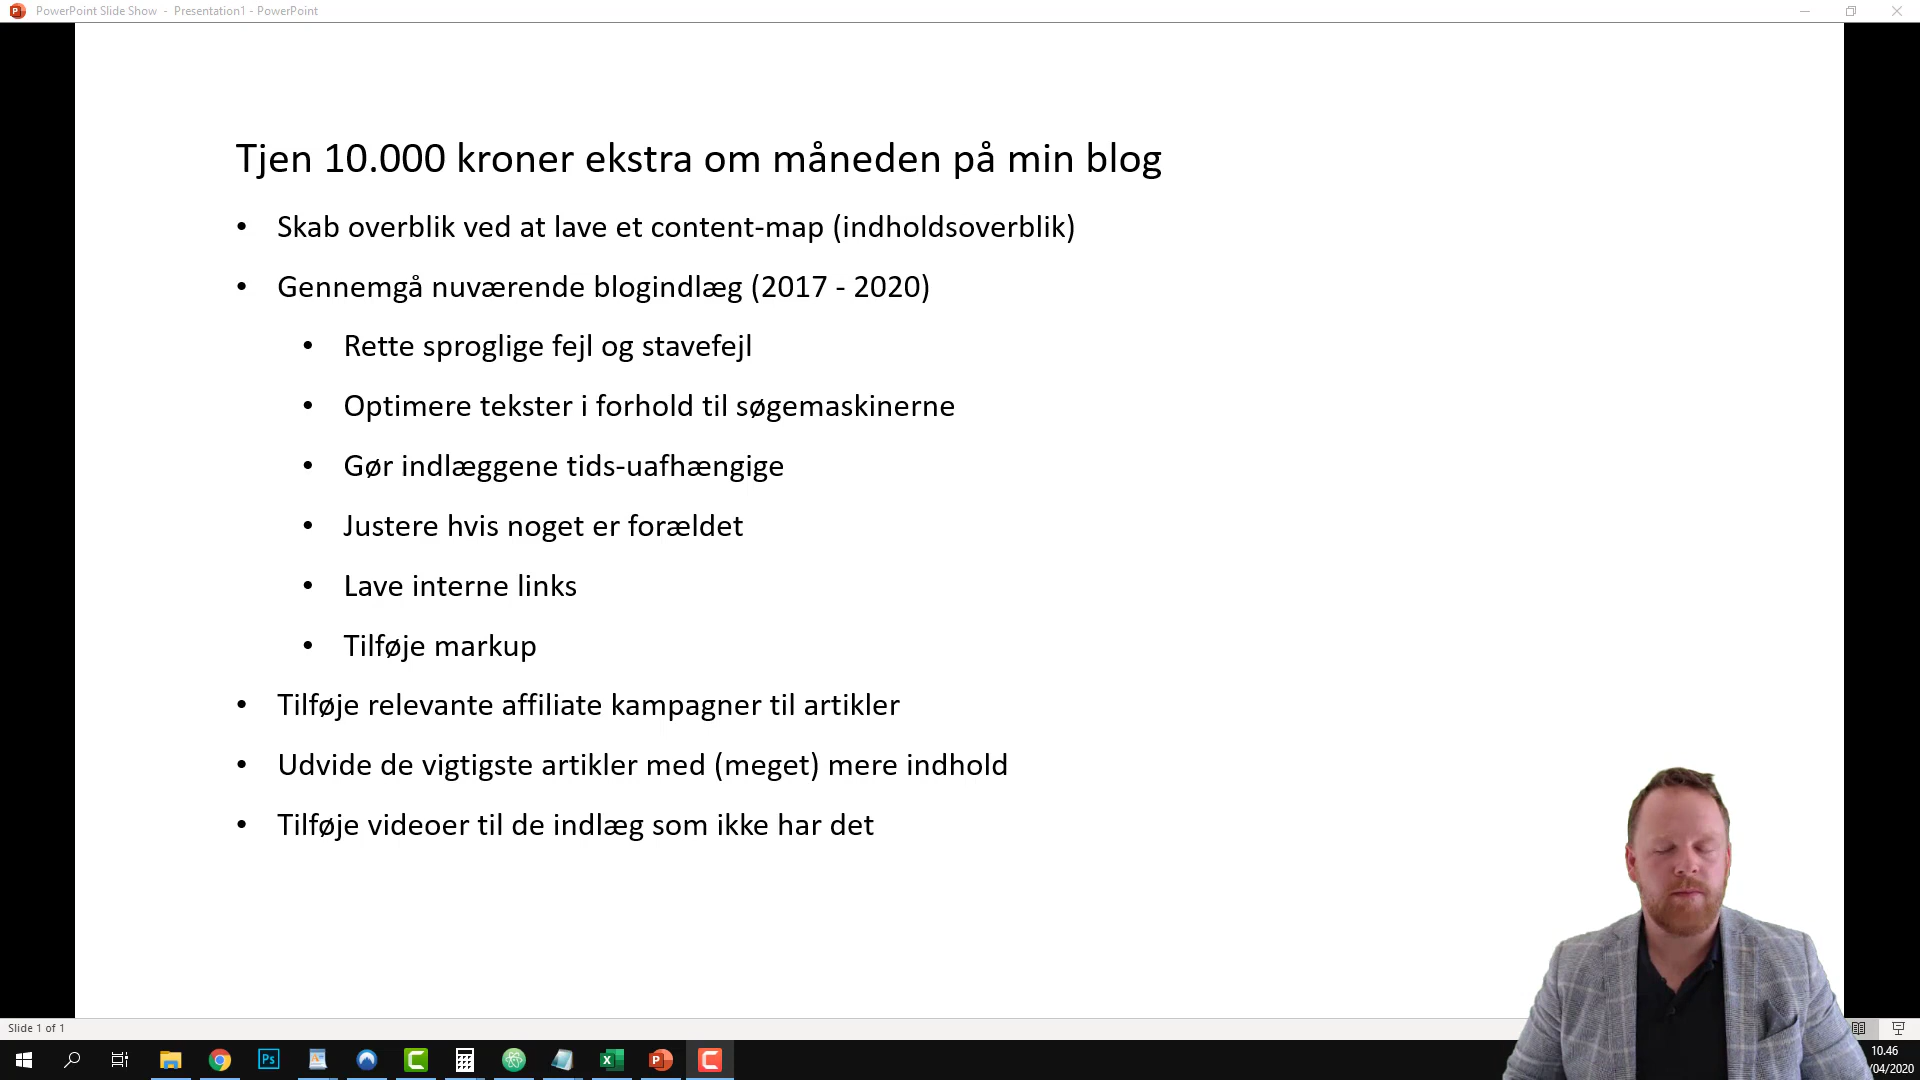 PowerPoint Slide Show - Presentation1 - PowerPoint
Tjen 10.000 kroner ekstra om måneden på min blog
• Skab overblik ved at lave et content-map (indholdsoverblik)
• Gennemgå nuværende blogindlæg (2017 - 2020)
• Rette sproglige fejl og stavefejl
• Optimere tekster i forhold til søgemaskinerne
• Gør indlæggene tids-uafhængige
• Justere hvis noget er forældet
• Lave interne links
• Tilføje markup
• Tilføje relevante affiliate kampagner til artikler
• Udvide de vigtigste artikler med (meget) mere indhold
• Tilføje videoer til de indlæg som ikke har det
Slide 1 of 1
Ps
10.46
/04/2020